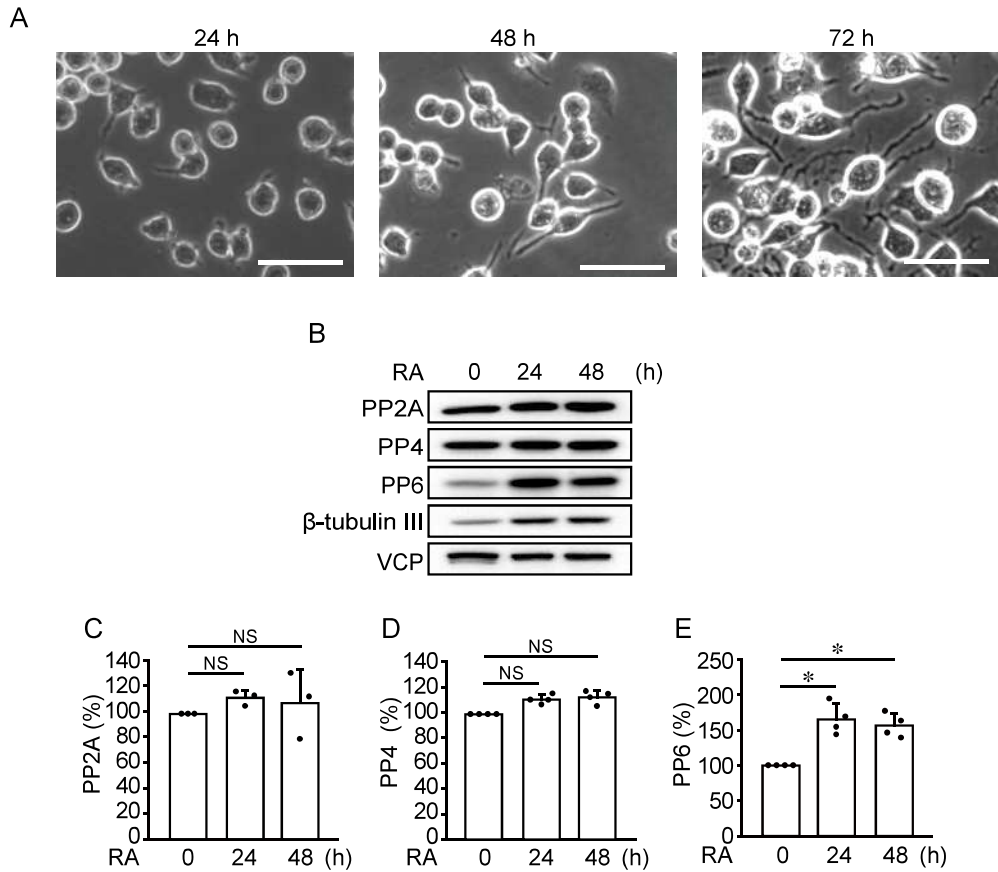 A
24 h 48 h 72 h
B
RA 0 24 48 (h)
PP2A
PP4
PP6
β-tubulin III
VCP
C
NS
NS
PP2A (%)
140
120
100
80
60
40
20
0
RA 0 24 48 (h)
D
NS
NS
PP4 (%)
140
120
100
80
60
40
20
0
RA 0 24 48 (h)
E
*
*
PP6 (%)
250
200
150
100
50
0
RA 0 24 48 (h)